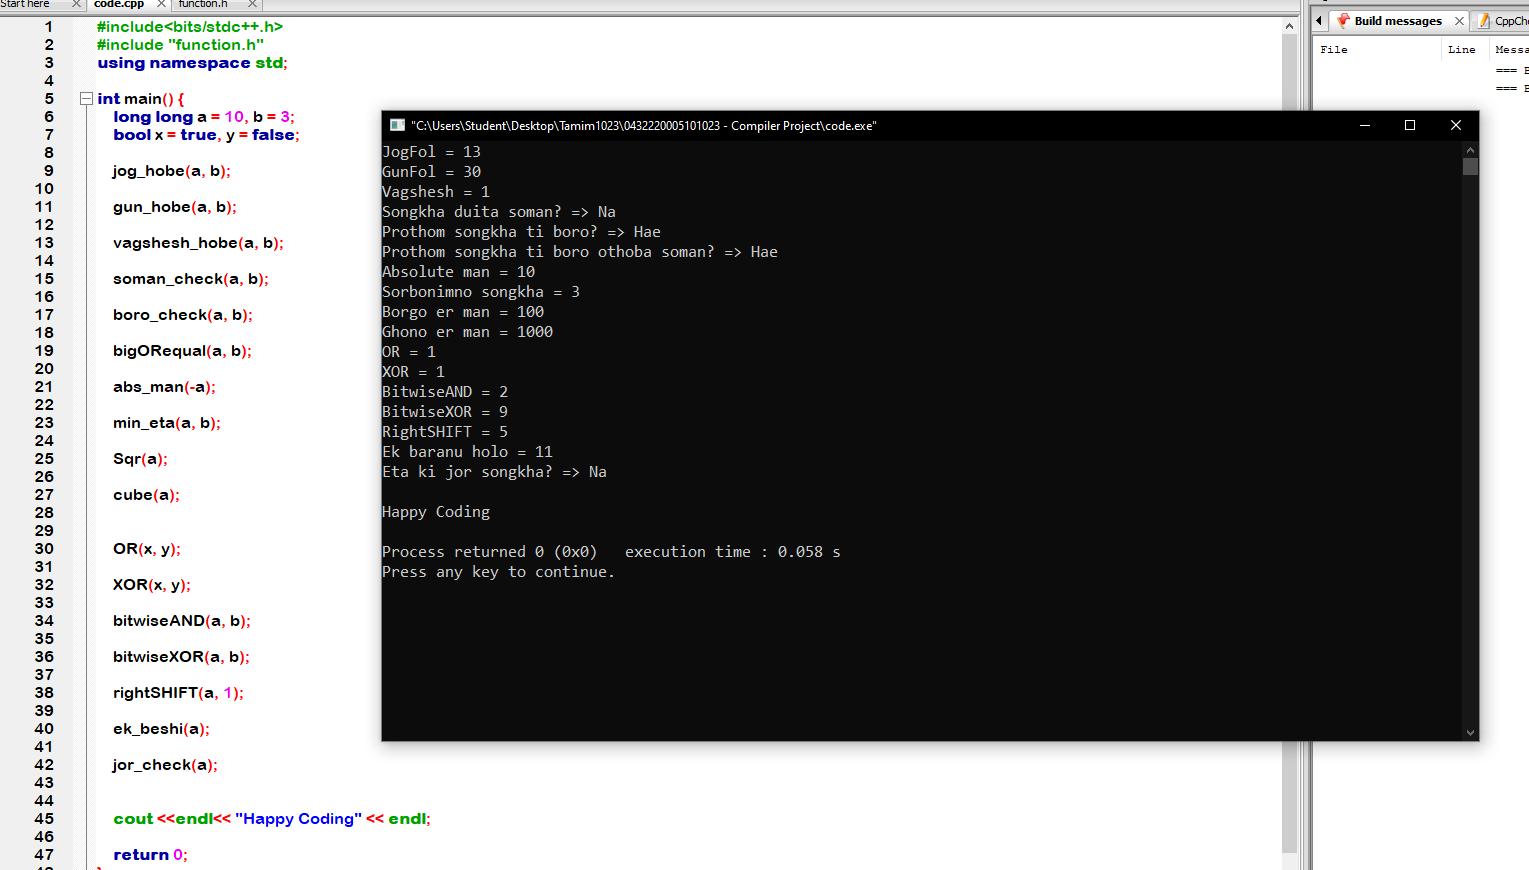 Start here
code.cpp
function.h
1 #include<bits/stdc++.h>
2 #include "function.h"
3 using namespace std;
4
5 int main() {
6 long long a = 10, b = 3;
7 bool x = true, y = false;
8
9 jog_hobe(a, b);
10
11 gun_hobe(a, b);
12
13 vagshesh_hobe(a, b);
14
15 soman_check(a, b);
16
17 boro_check(a, b);
18
19 bigORequal(a, b);
20
21 abs_man(-a);
22
23 min_eta(a, b);
24
25 Sqr(a);
26
27 cube(a);
28
29
30 OR(x, y);
31
32 XOR(x, y);
33
34 bitwiseAND(a, b);
35
36 bitwiseXOR(a, b);
37
38 rightSHIFT(a, 1);
39
40 ek_beshi(a);
41
42 jor_check(a);
43
44
45 cout <<endl<< "Happy Coding" << endl;
46
47 return 0;
"C:\Users\Student\Desktop\Tamim1023\0432220005101023 - Compiler Project\code.exe"
JogFol = 13
GunFol = 30
Vagshesh = 1
Songkha duita soman? => Na
Prothom songkha ti boro? => Hae
Prothom songkha ti boro othoba soman? => Hae
Absolute man = 10
Sorbonimno songkha = 3
Borgo er man = 100
Ghono er man = 1000
OR = 1
XOR = 1
BitwiseAND = 2
BitwiseXOR = 9
RightSHIFT = 5
Ek baranu holo = 11
Eta ki jor songkha? => Na
Happy Coding
Process returned 0 (0x0) execution time : 0.058 s
Press any key to continue.
Build messages
CppChe
File Line Messa
===
===